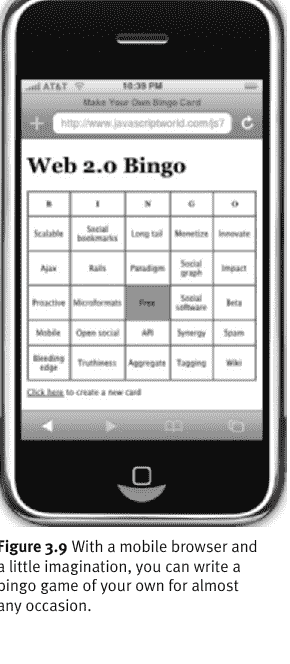 AT&T 10:39 PM
Make Your Own Bingo Card
http://www.javascriptworld.com/js7
Web 2.0 Bingo
B I N G O
Scalable Social bookmarks Long tail Monetize Innovate
Ajax Rails Paradigm Social graph Impact
Proactive Microformats Free Social software Beta
Mobile Open social API Synergy Spam
Bleeding edge Truthiness Aggregate Tagging Wiki
Click here to create a new card
Figure 3.9 With a mobile browser and
a little imagination, you can write a
bingo game of your own for almost
any occasion.